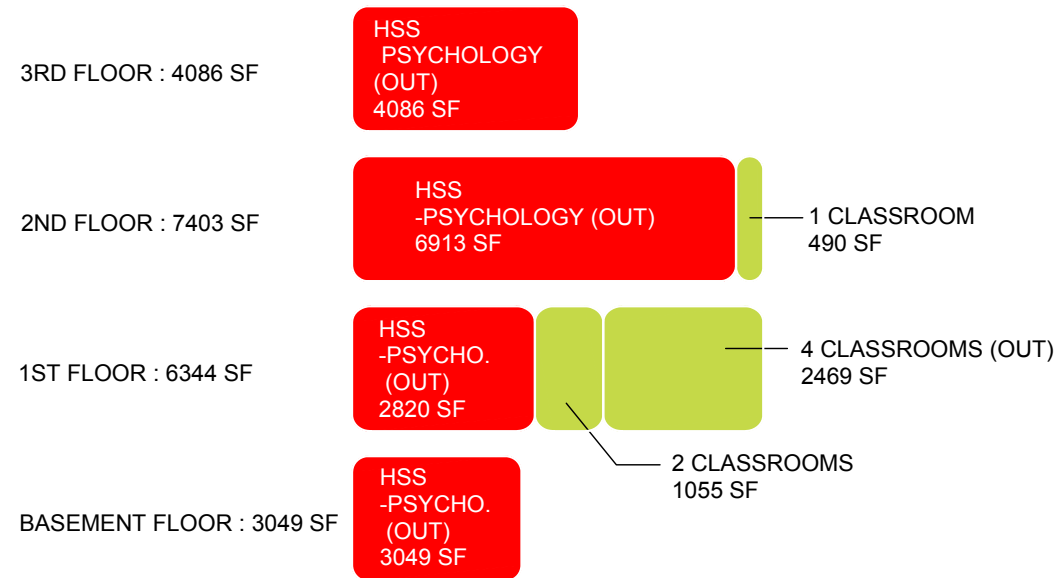 3RD FLOOR : 4086 SF
HSS
PSYCHOLOGY
(OUT)
4086 SF
2ND FLOOR : 7403 SF
HSS
-PSYCHOLOGY (OUT)
6913 SF
1 CLASSROOM
490 SF
1ST FLOOR : 6344 SF
HSS
-PSYCHO.
(OUT)
2820 SF
4 CLASSROOMS (OUT)
2469 SF
2 CLASSROOMS
1055 SF
BASEMENT FLOOR : 3049 SF
HSS
-PSYCHO.
(OUT)
3049 SF